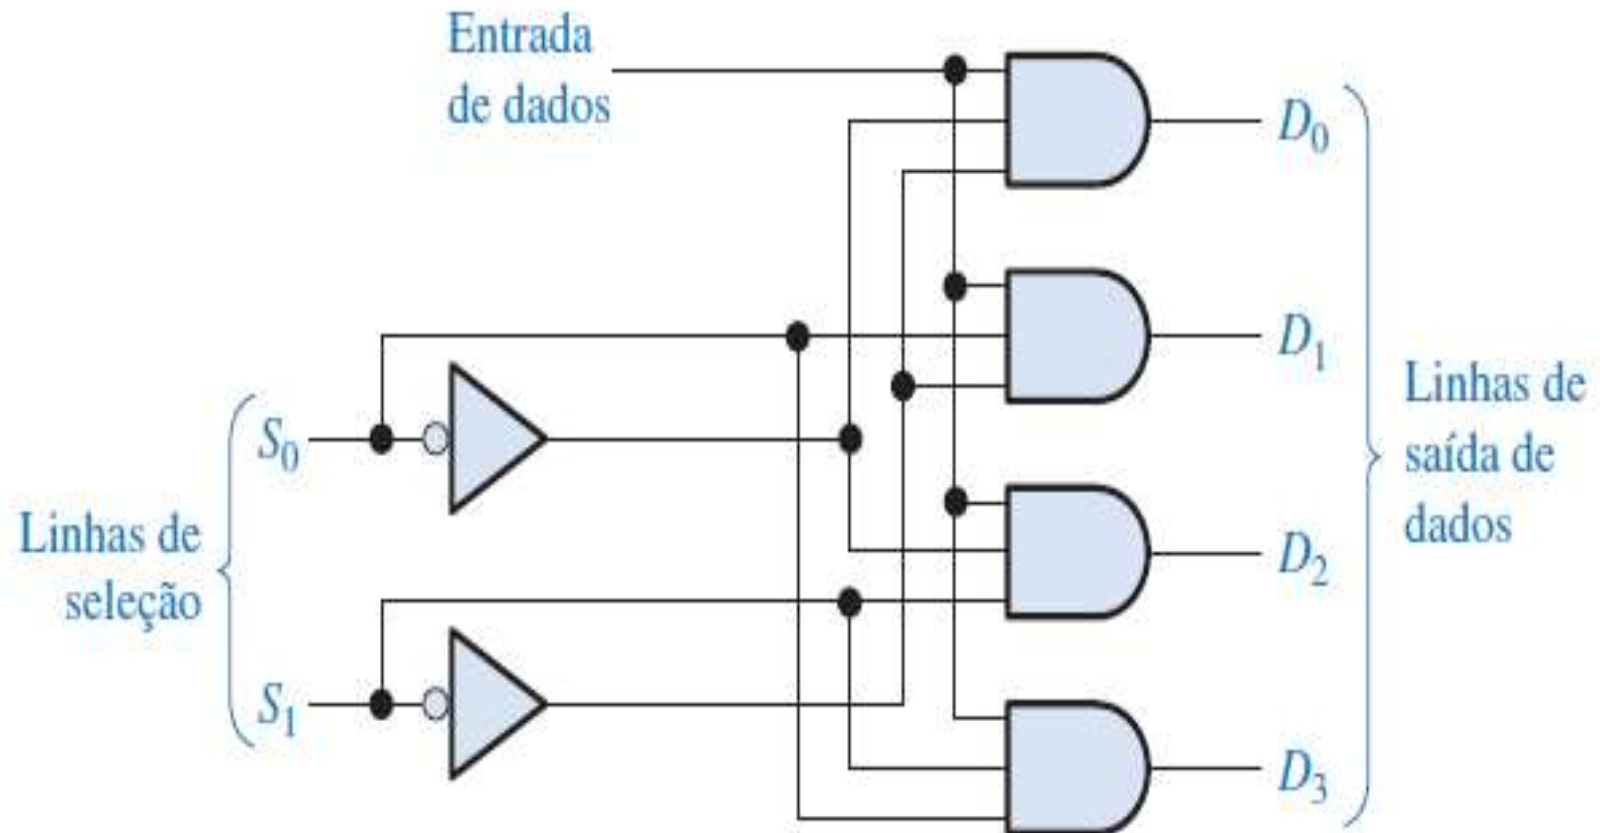 Entrada
de dados
D₀
D₁
Linhas de
saída de
dados
S₀
Linhas de
seleção
D₂
S₁
D₃